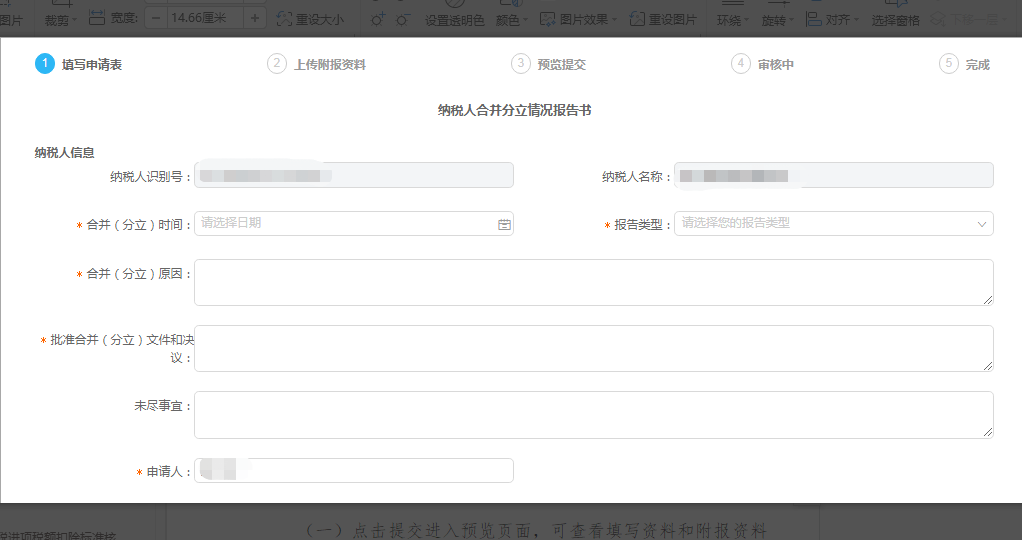 图片
裁剪 宽度: － 14.66厘米 ＋ 重设大小 设置透明色 颜色 图片效果 重设图片 环绕 旋转 对齐 选择窗格 下移一层
1 填写申请表 2 上传附报资料 3 预览提交 4 审核中 5 完成
纳税人合并分立情况报告书
纳税人信息
纳税人识别号： 纳税人名称：
* 合并（分立）时间： 请选择日期 * 报告类型： 请选择您的报告类型
* 合并（分立）原因：
* 批准合并（分立）文件和决
议：
未尽事宜：
* 申请人：
（一）点击提交进入预览页面，可查看填写资料和附报资料